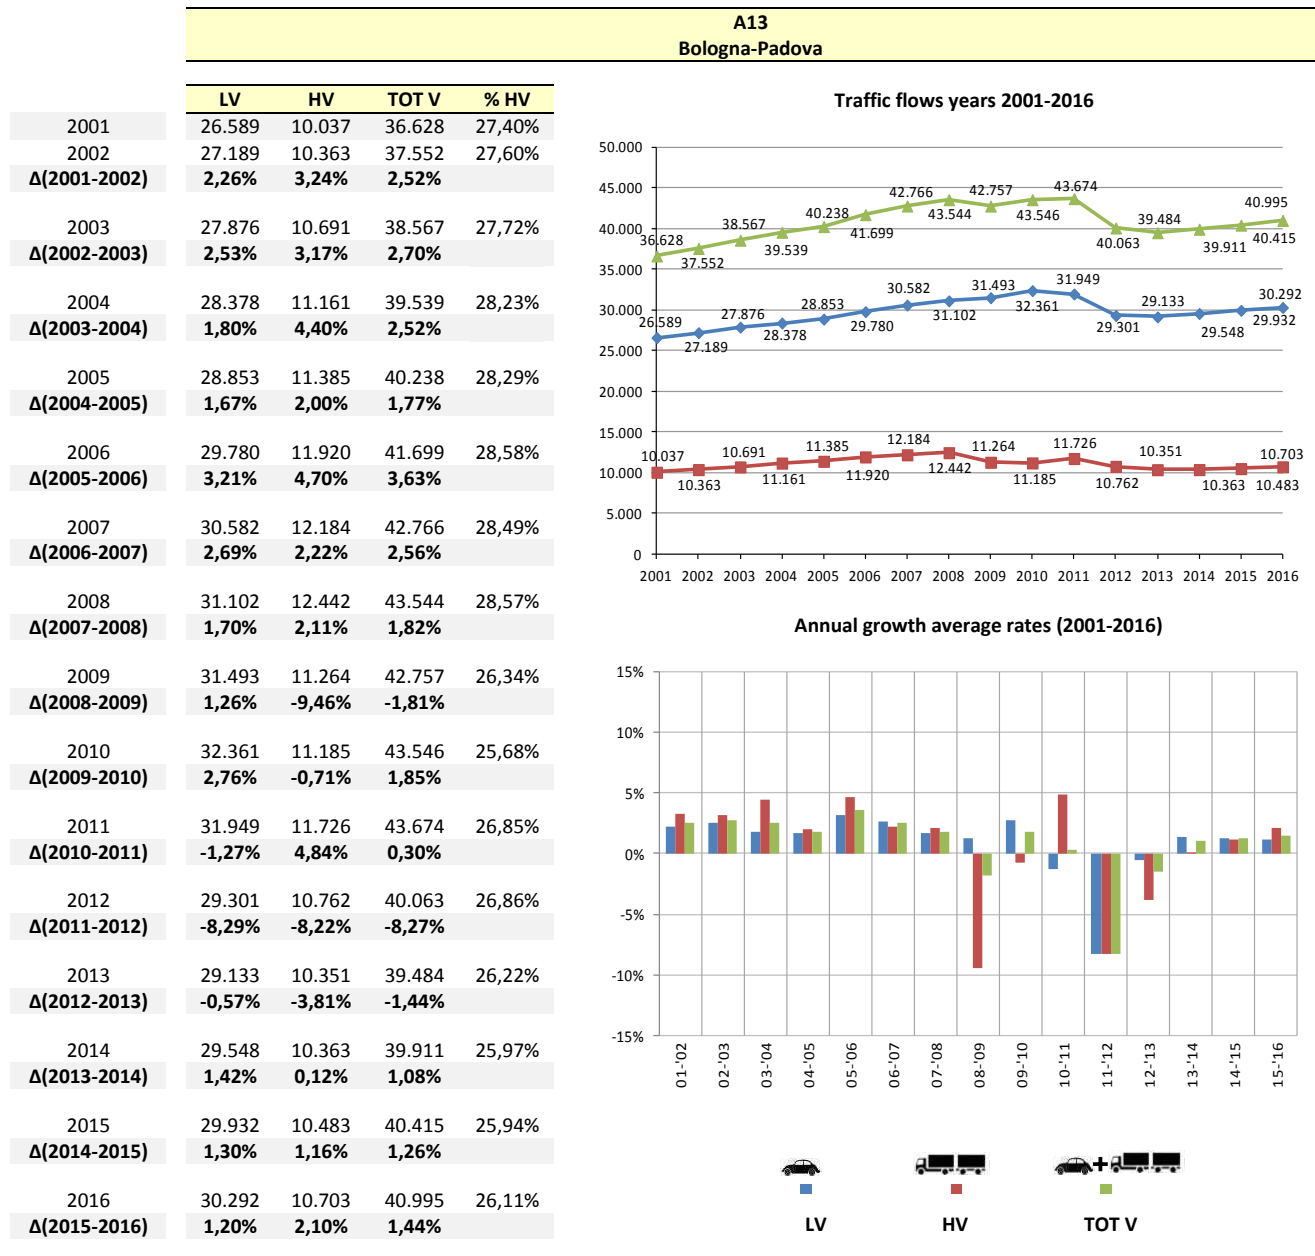 A13
Bologna-Padova
LV HV TOT V % HV
2001 26.589 10.037 36.628 27,40%
2002 27.189 10.363 37.552 27,60%
Δ(2001-2002) 2,26% 3,24% 2,52%
2003 27.876 10.691 38.567 27,72%
Δ(2002-2003) 2,53% 3,17% 2,70%
2004 28.378 11.161 39.539 28,23%
Δ(2003-2004) 1,80% 4,40% 2,52%
2005 28.853 11.385 40.238 28,29%
Δ(2004-2005) 1,67% 2,00% 1,77%
2006 29.780 11.920 41.699 28,58%
Δ(2005-2006) 3,21% 4,70% 3,63%
2007 30.582 12.184 42.766 28,49%
Δ(2006-2007) 2,69% 2,22% 2,56%
2008 31.102 12.442 43.544 28,57%
Δ(2007-2008) 1,70% 2,11% 1,82%
2009 31.493 11.264 42.757 26,34%
Δ(2008-2009) 1,26% -9,46% -1,81%
2010 32.361 11.185 43.546 25,68%
Δ(2009-2010) 2,76% -0,71% 1,85%
2011 31.949 11.726 43.674 26,85%
Δ(2010-2011) -1,27% 4,84% 0,30%
2012 29.301 10.762 40.063 26,86%
Δ(2011-2012) -8,29% -8,22% -8,27%
2013 29.133 10.351 39.484 26,22%
Δ(2012-2013) -0,57% -3,81% -1,44%
2014 29.548 10.363 39.911 25,97%
Δ(2013-2014) 1,42% 0,12% 1,08%
2015 29.932 10.483 40.415 25,94%
Δ(2014-2015) 1,30% 1,16% 1,26%
2016 30.292 10.703 40.995 26,11%
Δ(2015-2016) 1,20% 2,10% 1,44%
Traffic flows years 2001-2016
50.000
45.000
40.000
35.000
30.000
25.000
20.000
15.000
10.000
5.000
0
36.628 37.552 38.567 39.539 40.238 41.699 42.766 43.544 42.757 43.546 43.674 40.063 39.484 39.911 40.415 40.995
26.589 27.189 27.876 28.378 28.853 29.780 30.582 31.102 31.493 32.361 31.949 29.301 29.133 29.548 29.932 30.292
10.037 10.363 10.691 11.161 11.385 11.920 12.184 12.442 11.264 11.185 11.726 10.762 10.351 10.363 10.483 10.703
2001 2002 2003 2004 2005 2006 2007 2008 2009 2010 2011 2012 2013 2014 2015 2016
Annual growth average rates (2001-2016)
15%
10%
5%
0%
-5%
-10%
-15%
01-'02 02-'03 03-'04 04-'05 05-'06 06-'07 07-'08 08-'09 09-'10 10-'11 11-'12 12-'13 13-'14 14-'15 15-'16
+
LV HV TOT V